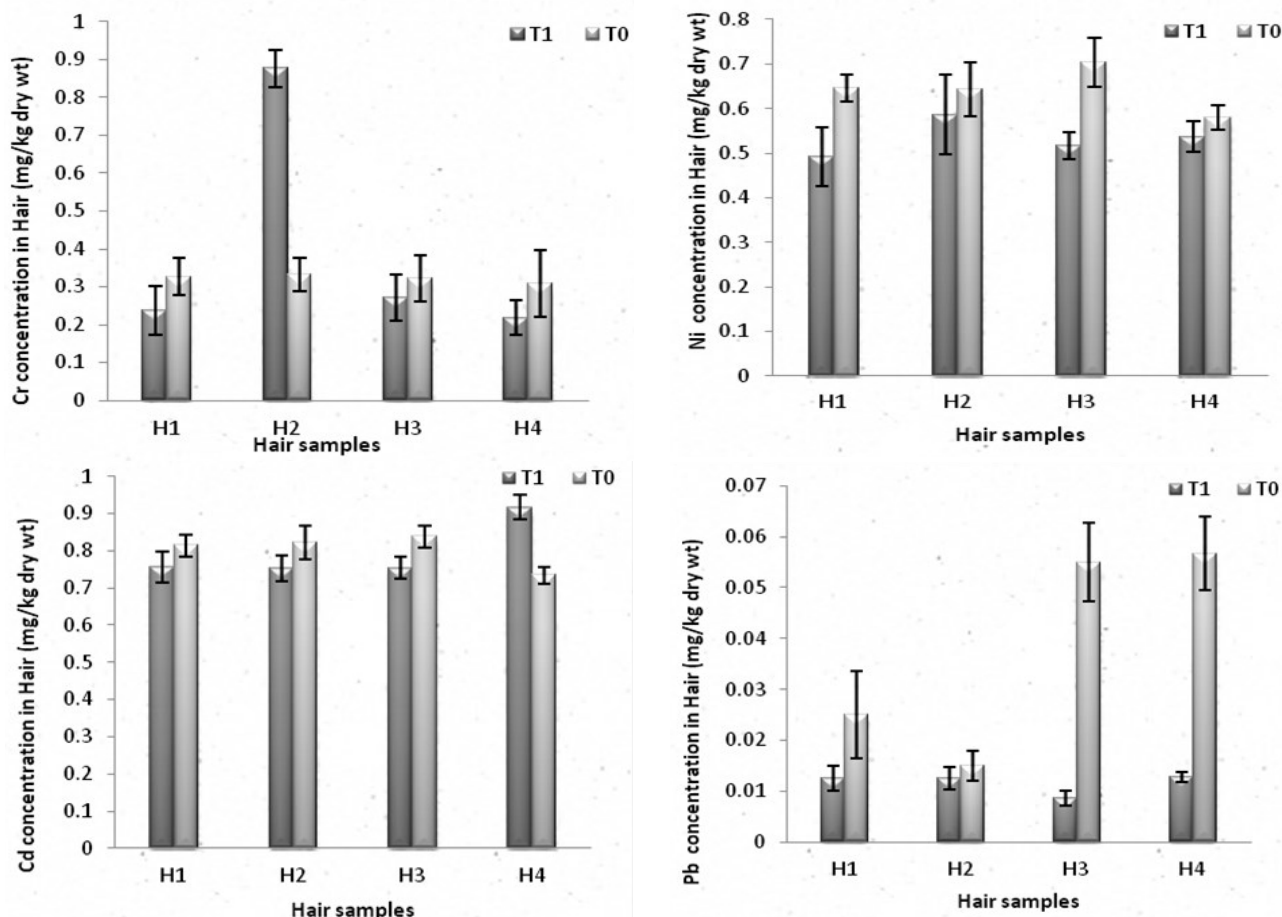 Cr concentration in Hair (mg/kg dry wt)
1
0.9
0.8
0.7
0.6
0.5
0.4
0.3
0.2
0.1
0
T1 T0
H1 H2 H3 H4
Hair samples
Ni concentration in Hair (mg/kg dry wt)
0.8
0.7
0.6
0.5
0.4
0.3
0.2
0.1
0
T1 T0
H1 H2 H3 H4
Hair samples
Cd concentration in Hair (mg/kg dry wt)
1
0.9
0.8
0.7
0.6
0.5
0.4
0.3
0.2
0.1
0
T1 T0
H1 H2 H3 H4
Hair samples
Pb concentration in Hair (mg/kg dry wt)
0.07
0.06
0.05
0.04
0.03
0.02
0.01
0
T1 T0
H1 H2 H3 H4
Hair samples